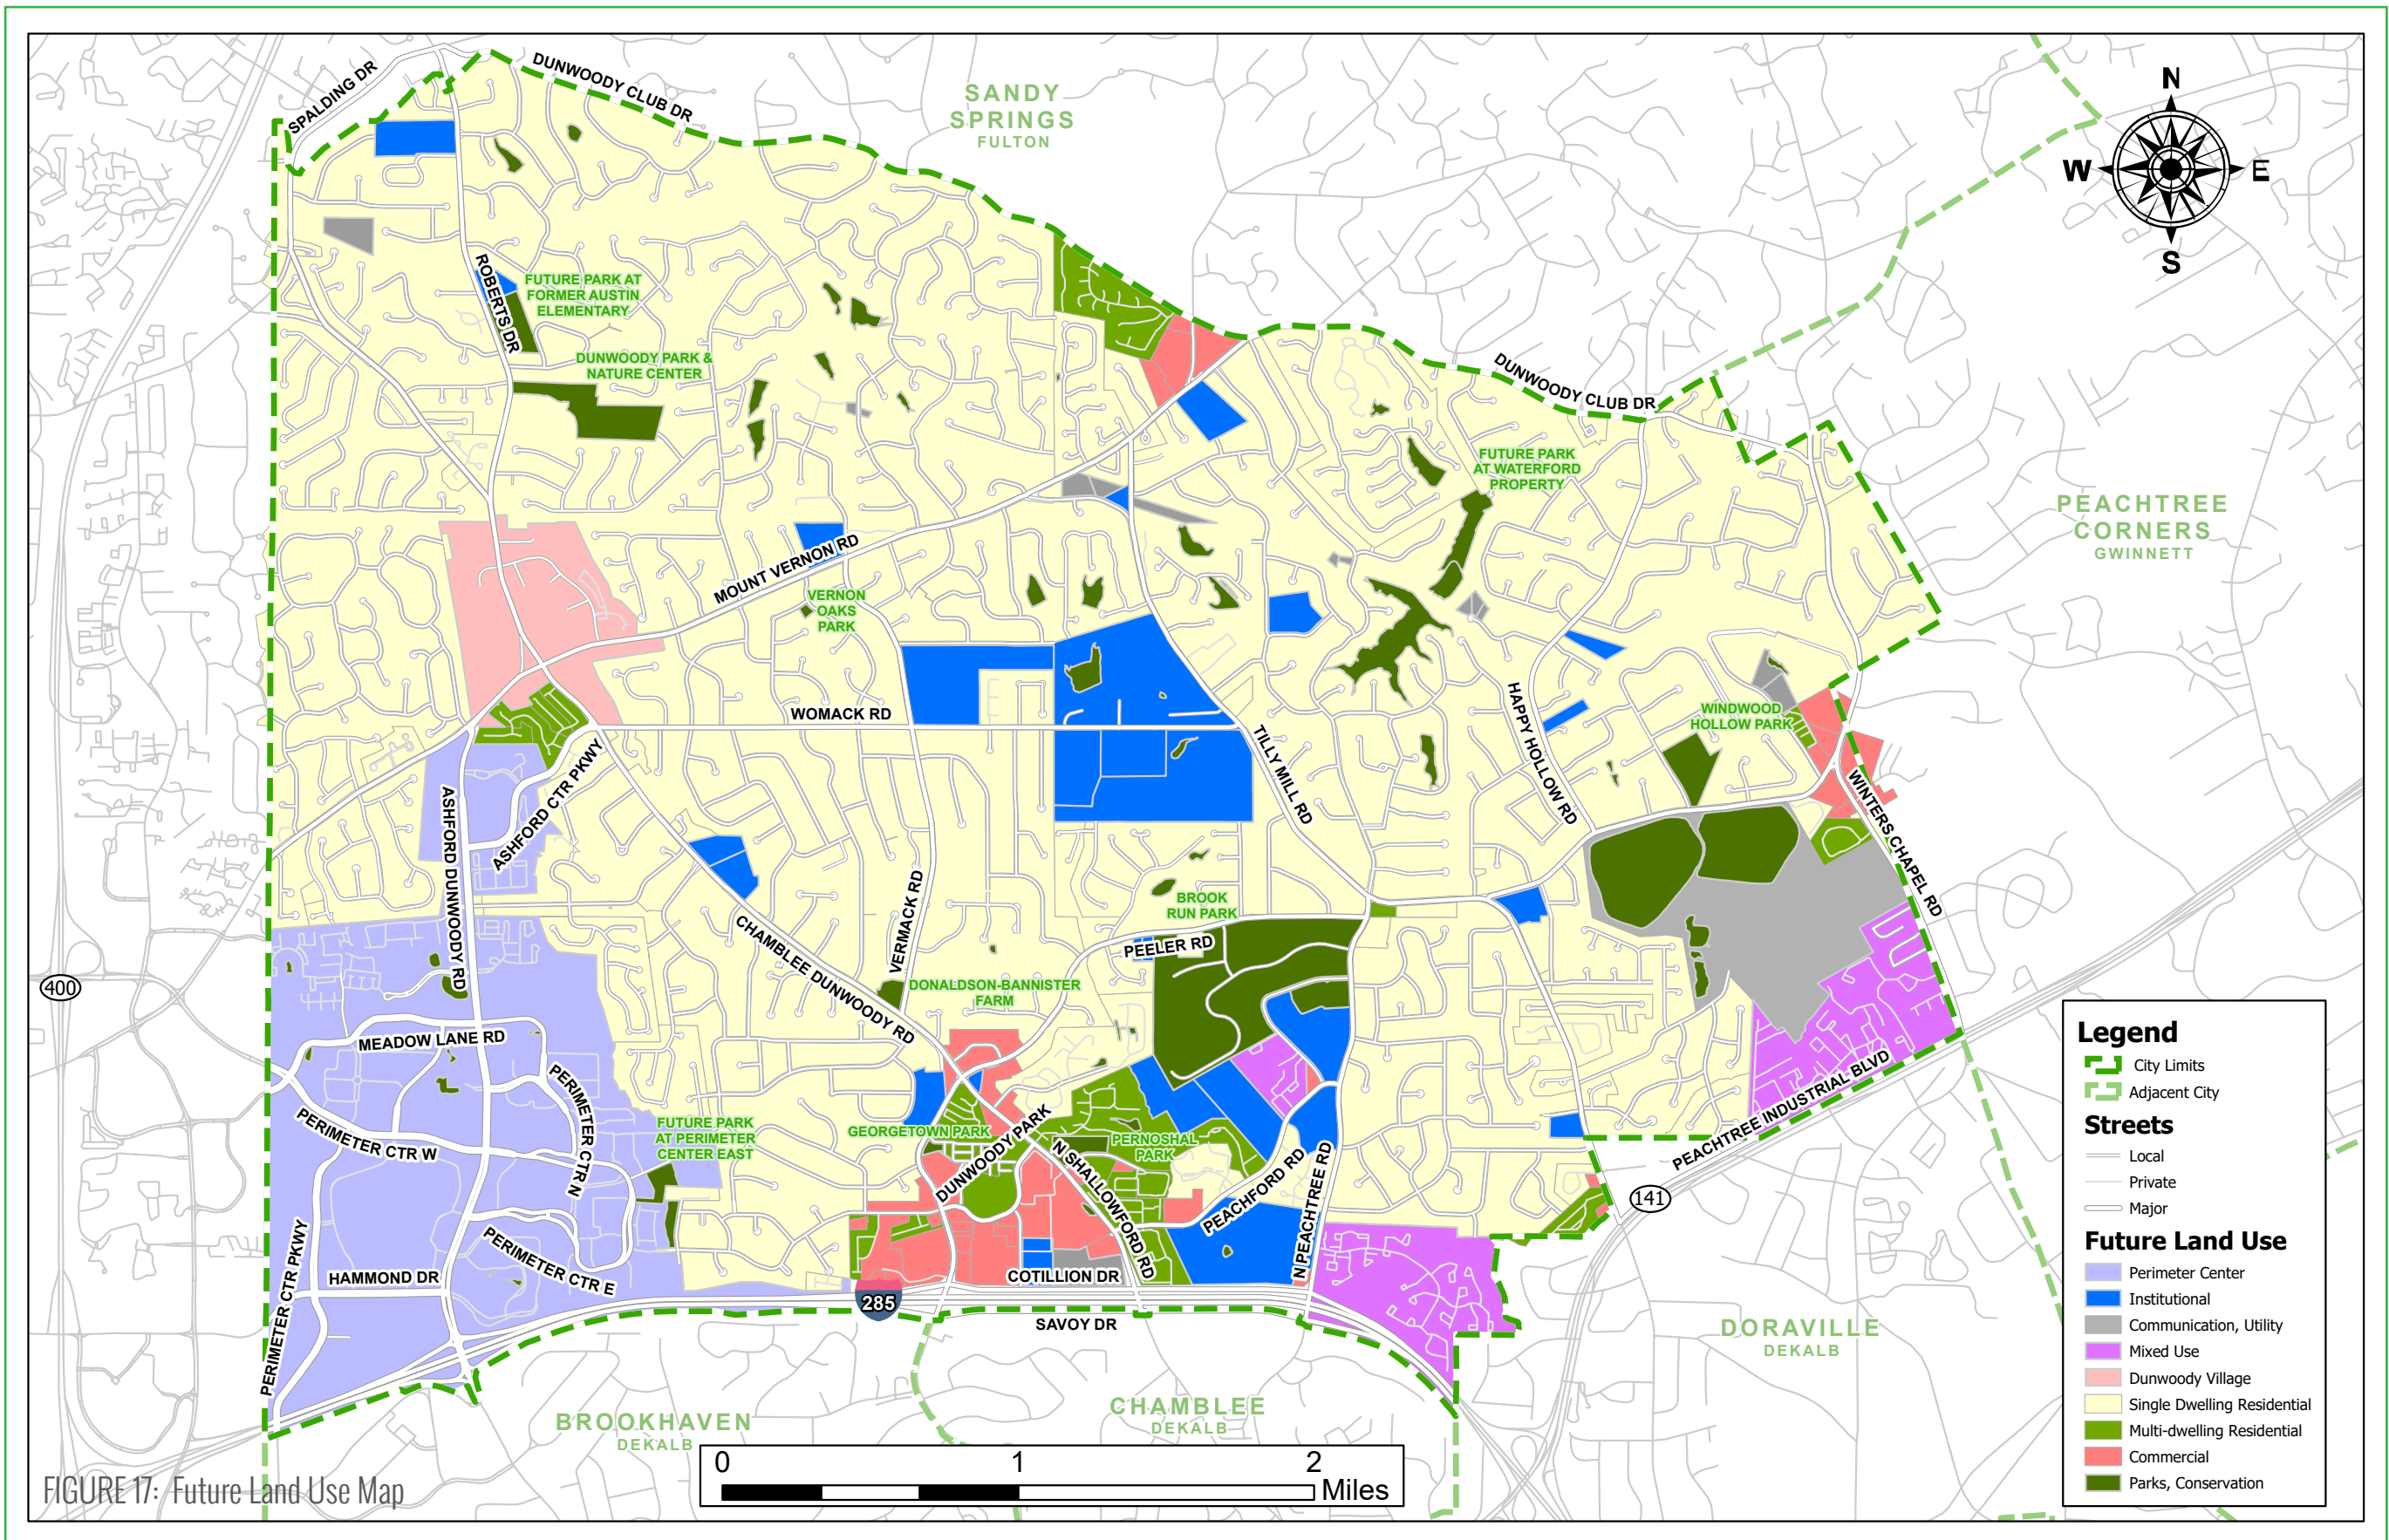 SPALDING DR
DUNWOODY CLUB DR
SANDY
SPRINGS
FULTON
N
W
E
S
ROBERTS DR
FUTURE PARK AT
FORMER AUSTIN
ELEMENTARY
DUNWOODY PARK &
NATURE CENTER
DUNWOODY CLUB DR
FUTURE PARK
AT WATERFORD
PROPERTY
PEACHTREE
CORNERS
GWINNETT
MOUNT VERNON RD
VERNON
OAKS
PARK
WOMACK RD
TILLY MILL RD
HAPPY HOLLOW RD
WINDWOOD
HOLLOW PARK
WINTERS CHAPEL RD
ASHFORD DUNWOODY RD
ASHFORD CTR PKWY
CHAMBLEE DUNWOODY RD
VERMACK RD
BROOK
RUN PARK
PEELER RD
DONALDSON-BANNISTER
FARM
400
MEADOW LANE RD
PERIMETER CTR W
PERIMETER CTR N
FUTURE PARK
AT PERIMETER
CENTER EAST
GEORGETOWN PARK
DUNWOODY PARK
N SHALLOWFORD RD
PERNOSHAL
PARK
PEACHFORD RD
N PEACHTREE RD
PEACHTREE INDUSTRIAL BLVD
141
PERIMETER CTR PKWY
HAMMOND DR
PERIMETER CTR E
COTILLION DR
285
SAVOY DR
DORAVILLE
DEKALB
BROOKHAVEN
DEKALB
CHAMBLEE
DEKALB
Legend
City Limits
Adjacent City
Streets
Local
Private
Major
Future Land Use
Perimeter Center
Institutional
Communication, Utility
Mixed Use
Dunwoody Village
Single Dwelling Residential
Multi-dwelling Residential
Commercial
Parks, Conservation
0 1 2
Miles
FIGURE 17: Future Land Use Map